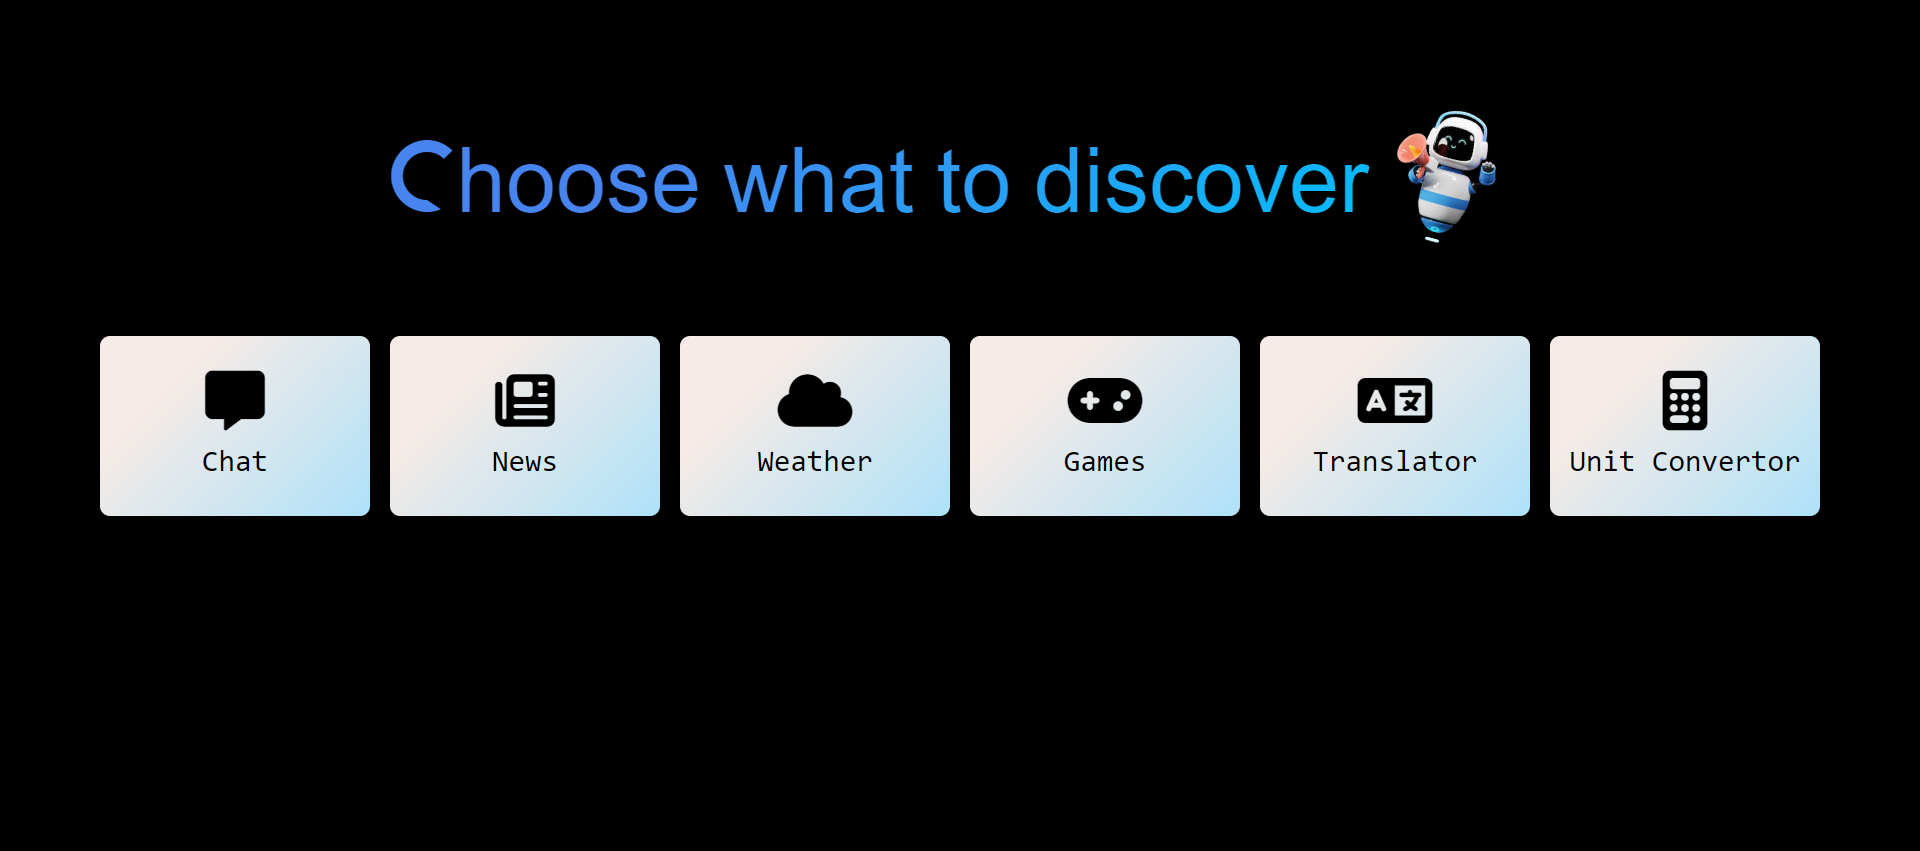 Choose what to discover
Chat
News
Weather
Games
Translator
Unit Convertor